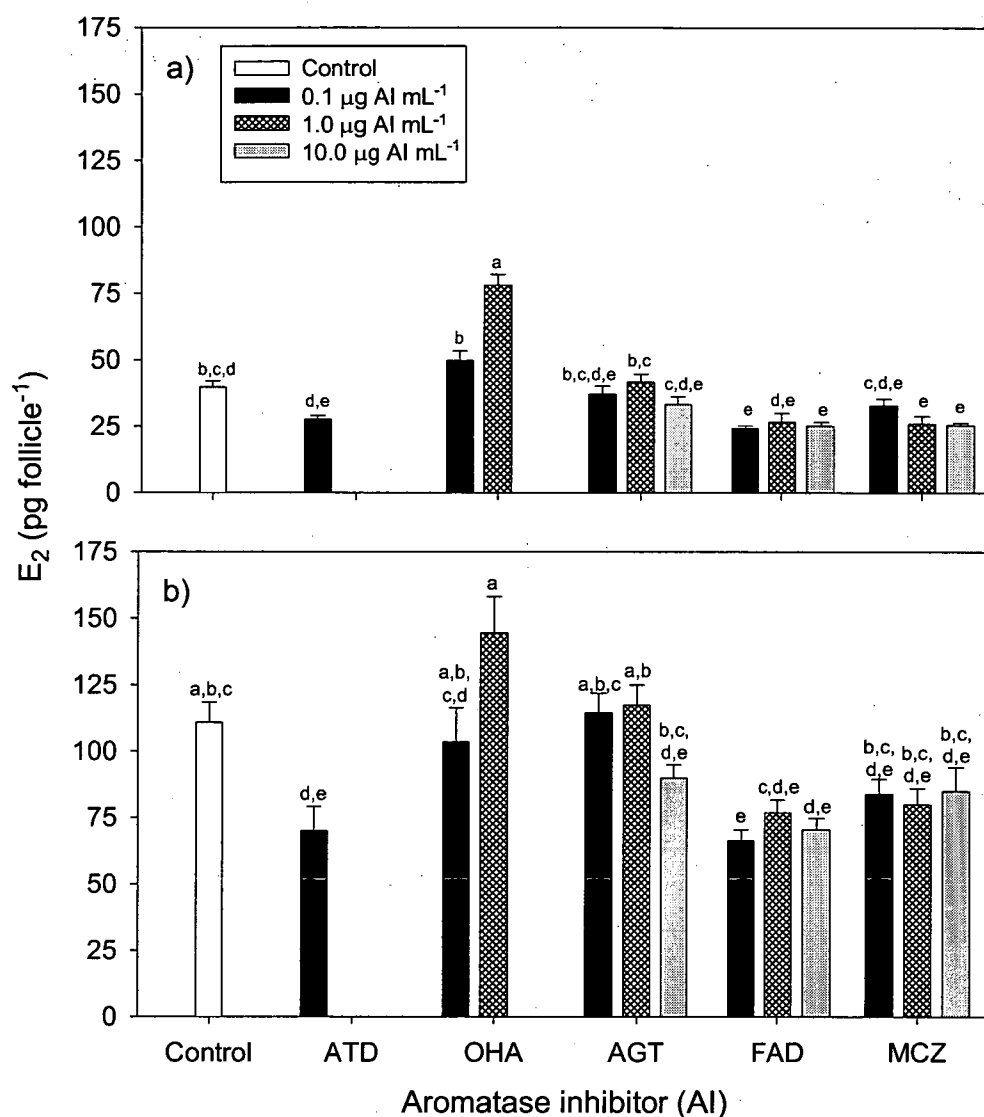 175
150
125
100
75
50
25
0
a)
Control
0.1 μg AI mL⁻¹
1.0 μg AI mL⁻¹
10.0 μg AI mL⁻¹
b,c,d
d,e
b
a
b,c,d,e
b,c
c,d,e
e
d,e
e
c,d,e
e
e
E₂ (pg follicle⁻¹)
175
150
125
100
75
50
25
0
b)
a,b,c
d,e
a,b,
c,d
a
a,b,c
a,b
b,c,
d,e
e
c,d,e
d,e
b,c,
d,e
b,c,
d,e
b,c,
d,e
Control ATD OHA AGT FAD MCZ
Aromatase inhibitor (AI)